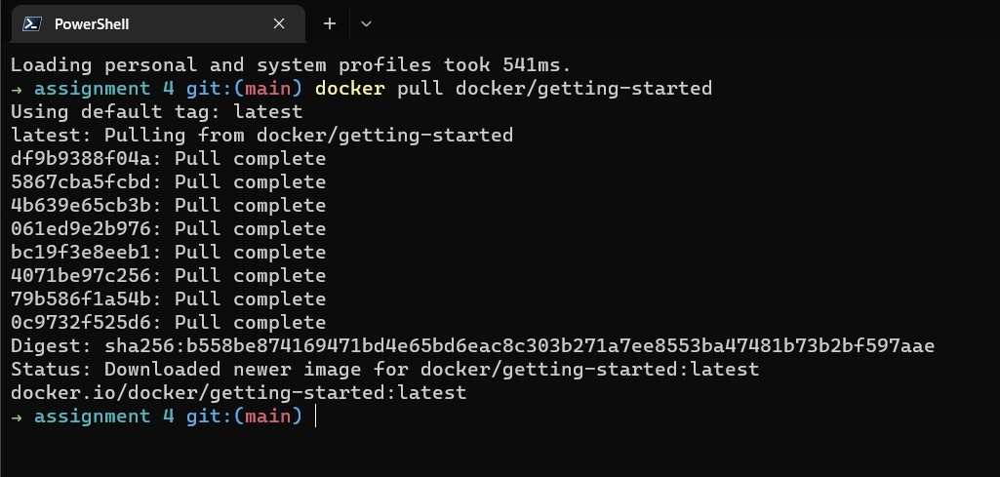 PowerShell
Loading personal and system profiles took 541ms.
→ assignment 4 git:(main) docker pull docker/getting-started
Using default tag: latest
latest: Pulling from docker/getting-started
df9b9388f04a: Pull complete
5867cba5fcbd: Pull complete
4b639e65cb3b: Pull complete
061ed9e2b976: Pull complete
bc19f3e8eeb1: Pull complete
4071be97c256: Pull complete
79b586f1a54b: Pull complete
0c9732f525d6: Pull complete
Digest: sha256:b558be874169471bd4e65bd6eac8c303b271a7ee8553ba47481b73b2bf597aae
Status: Downloaded newer image for docker/getting-started:latest
docker.io/docker/getting-started:latest
→ assignment 4 git:(main)